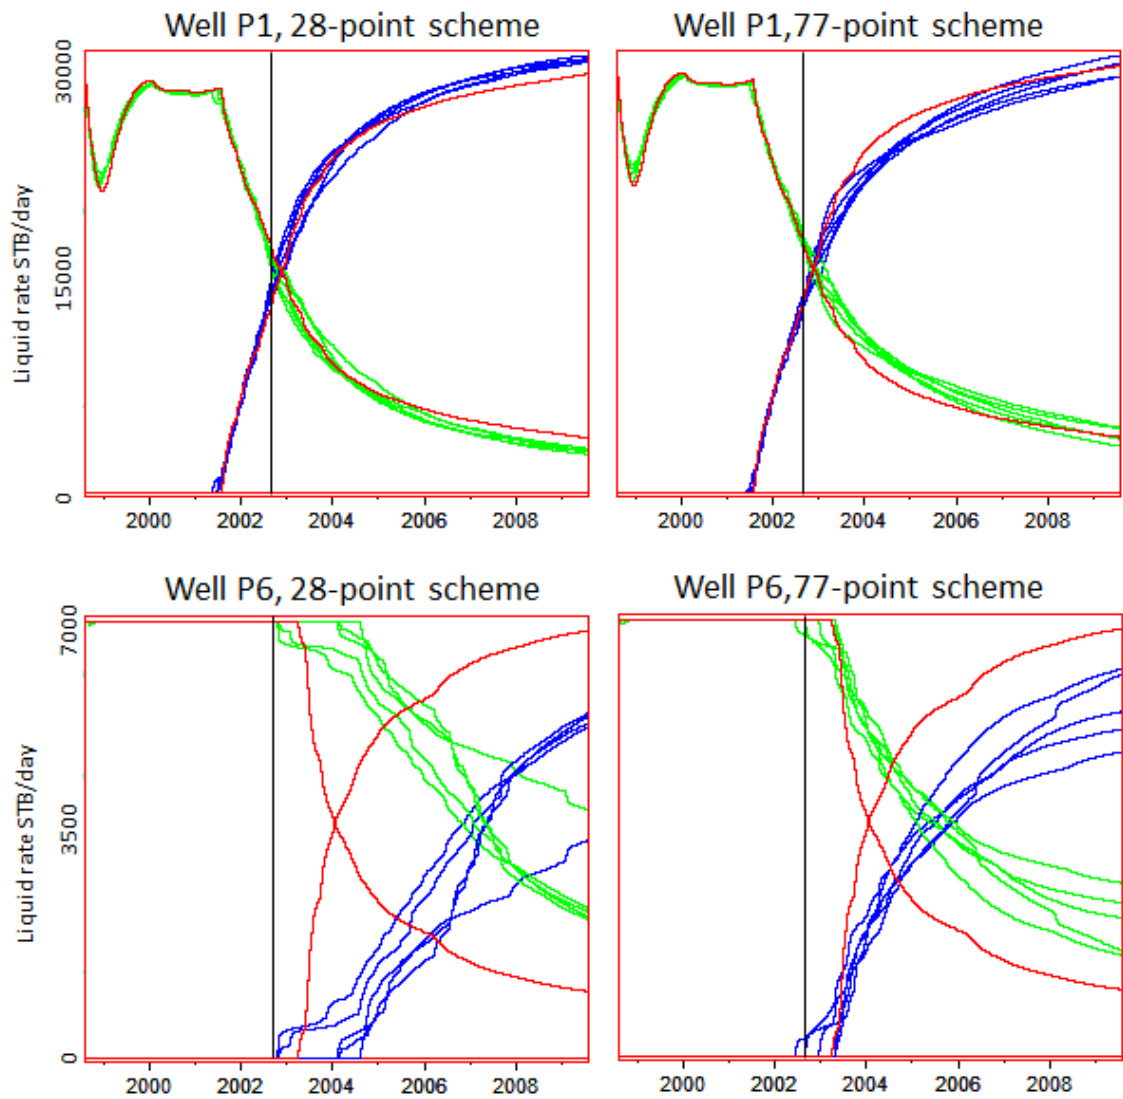 Well P1, 28-point scheme
Well P1,77-point scheme
Liquid rate STB/day
30000
15000
0
2000 2002 2004 2006 2008
2000 2002 2004 2006 2008
Well P6, 28-point scheme
Well P6,77-point scheme
Liquid rate STB/day
7000
3500
0
2000 2002 2004 2006 2008
2000 2002 2004 2006 2008